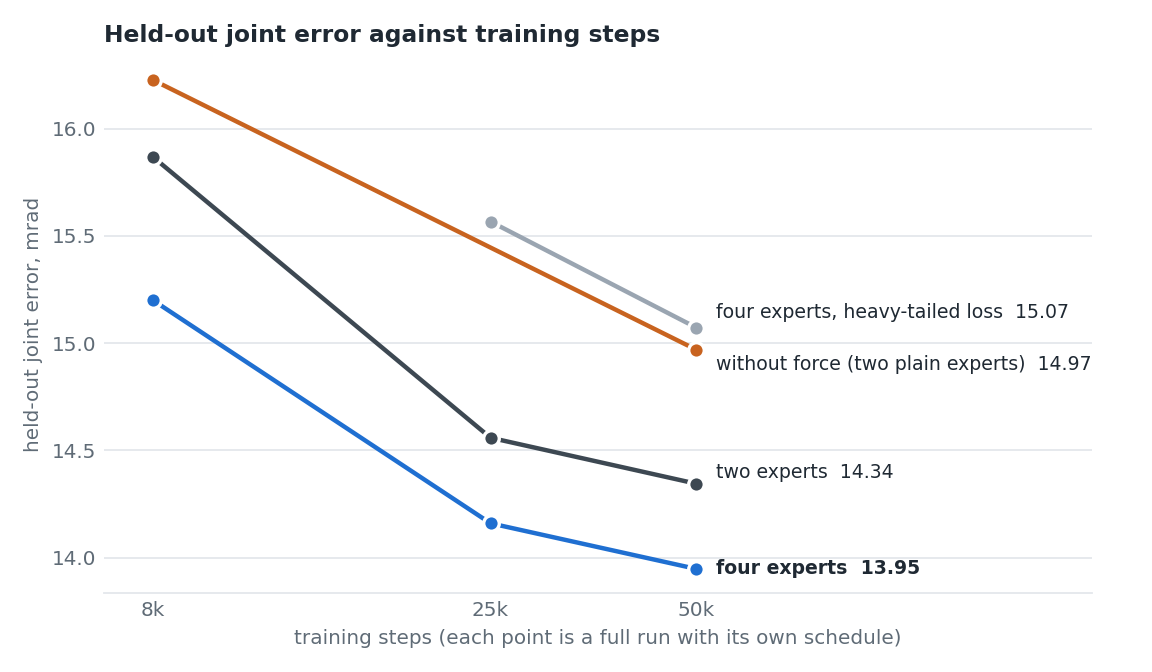 Held-out joint error against training steps
held-out joint error, mrad
16.0
15.5
15.0
14.5
14.0
four experts, heavy-tailed loss 15.07
without force (two plain experts) 14.97
two experts 14.34
four experts 13.95
8k 25k 50k
training steps (each point is a full run with its own schedule)